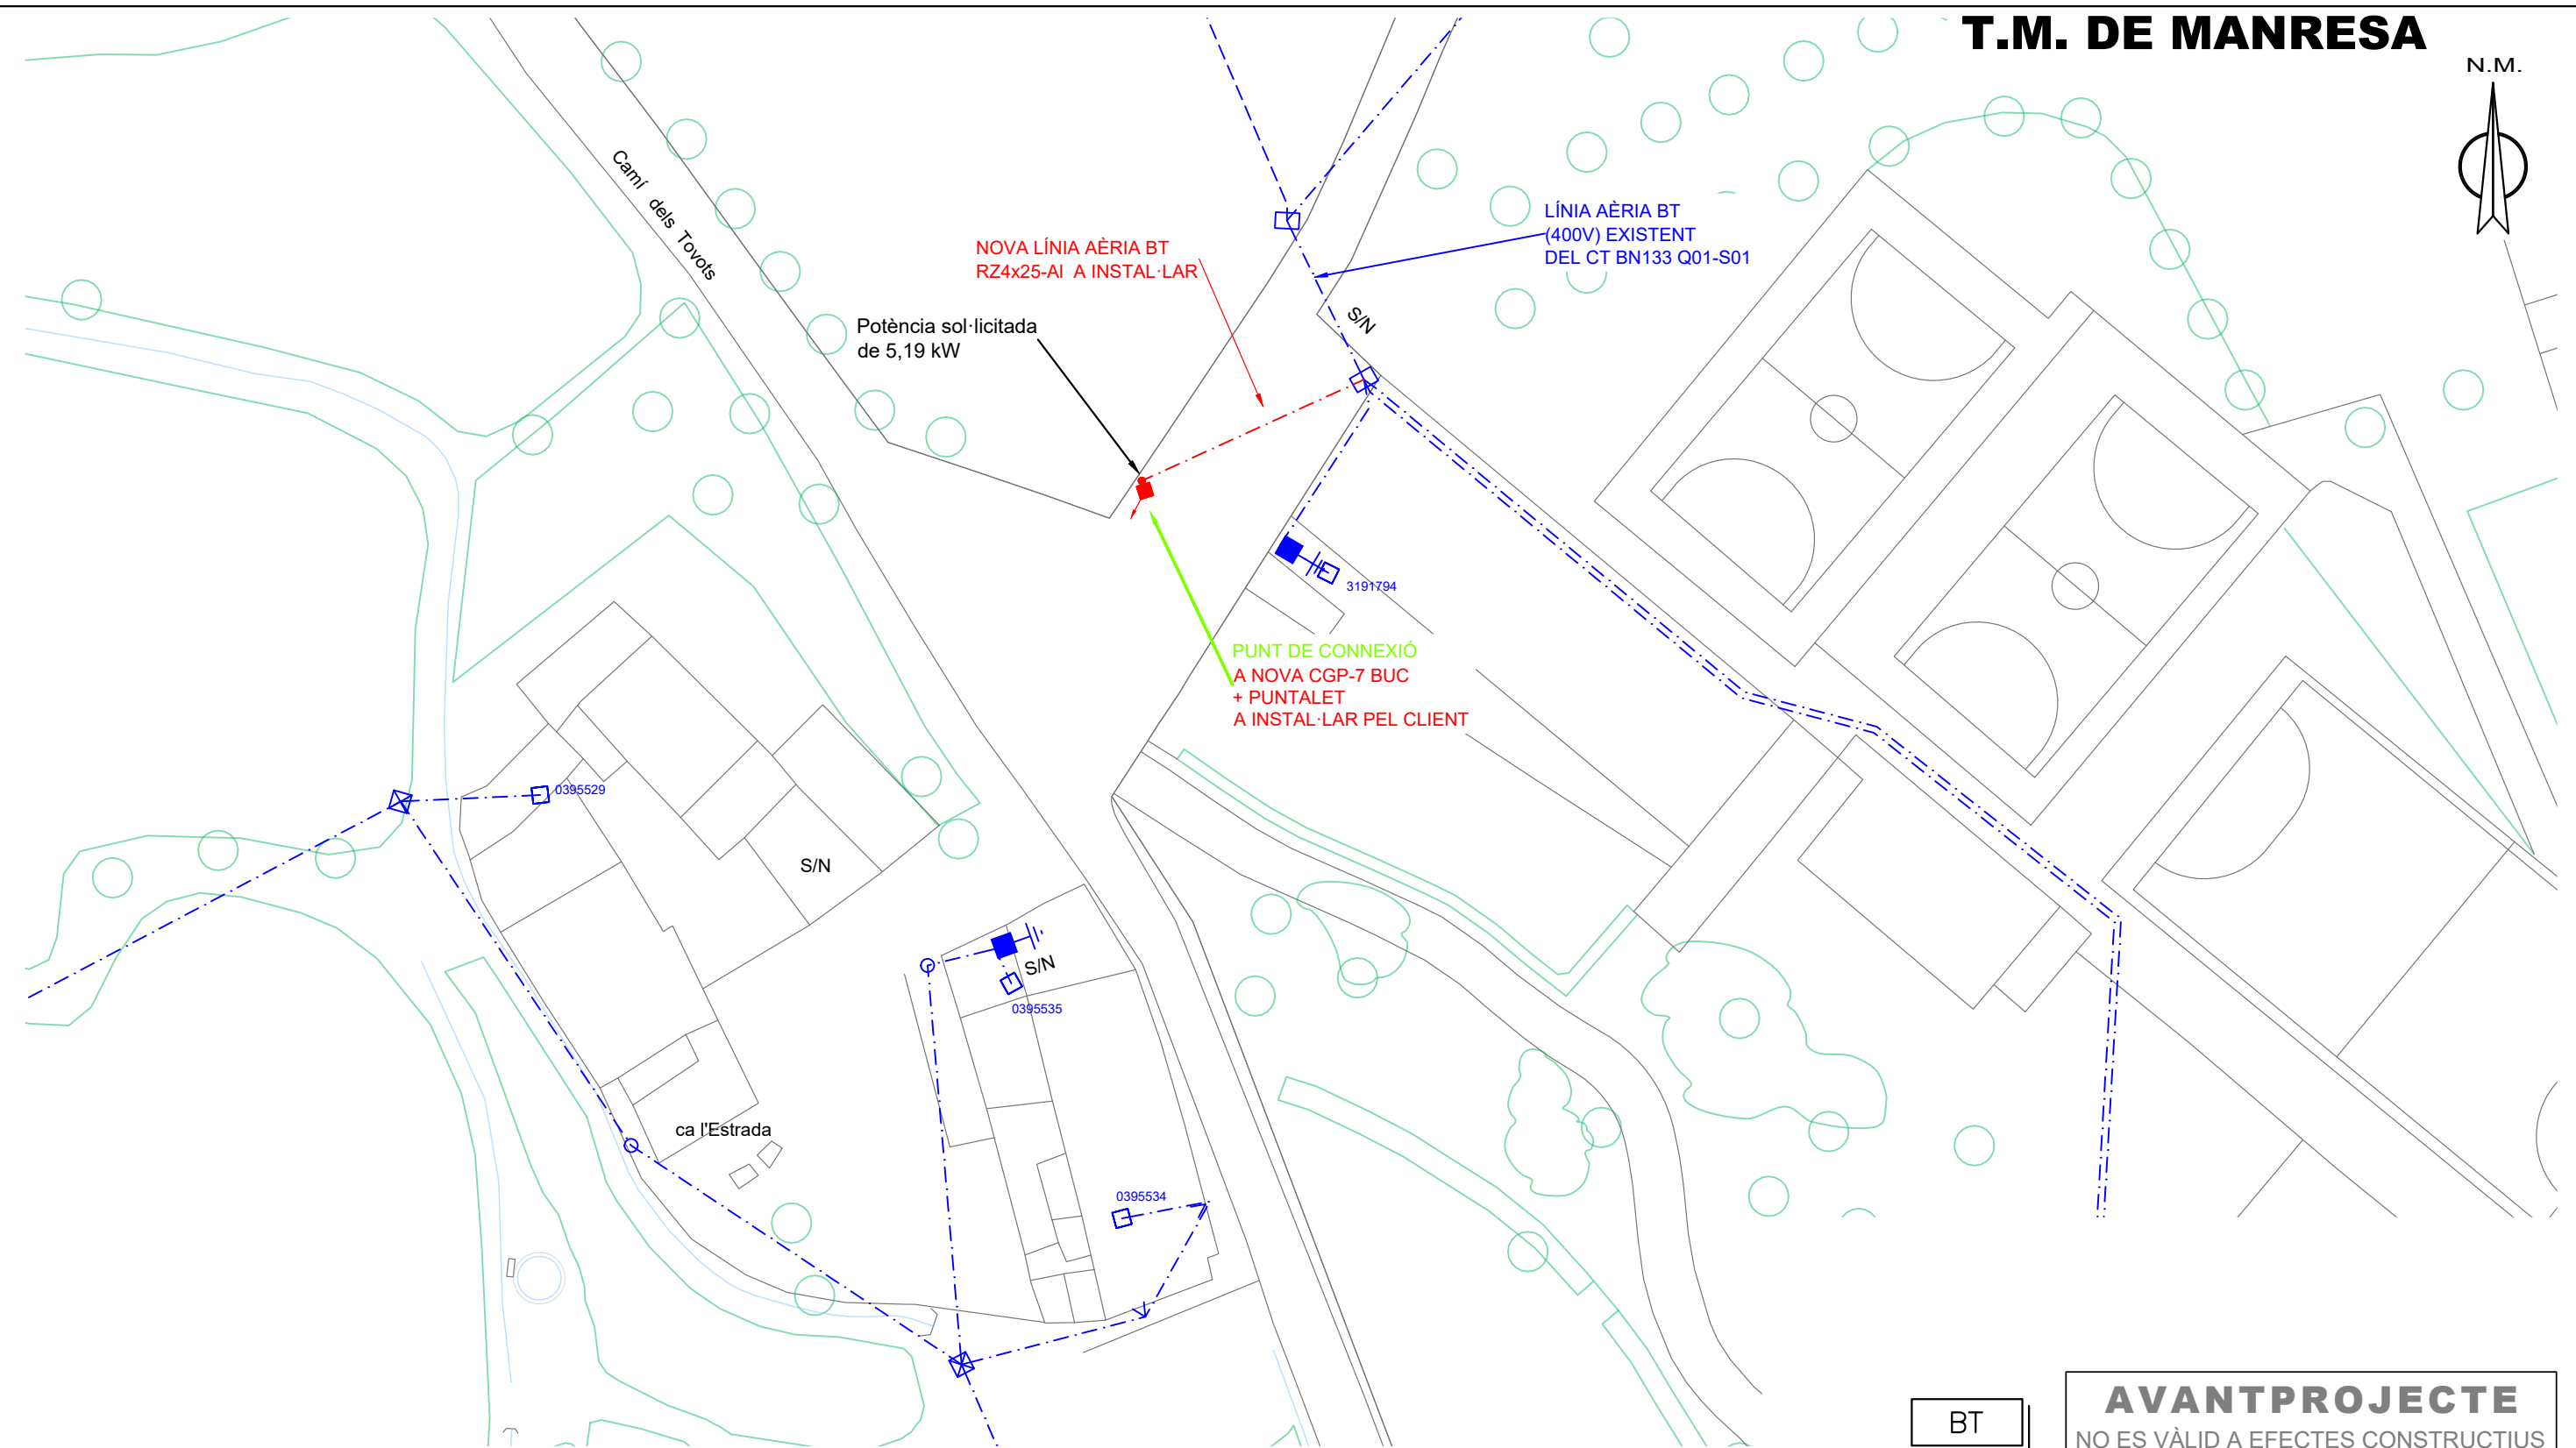 T.M. DE MANRESA
N.M.
Camí dels Tovots
NOVA LÍNIA AÈRIA BT
RZ4x25-Al A INSTAL·LAR
LÍNIA AÈRIA BT
(400V) EXISTENT
DEL CT BN133 Q01-S01
S/N
Potència sol·licitada
de 5,19 kW
3191794
PUNT DE CONNEXIÓ
A NOVA CGP-7 BUC
+ PUNTALET
A INSTAL·LAR PEL CLIENT
0395529
S/N
S/N
0395535
ca l'Estrada
0395534
BT
AVANTPROJECTE
NO ES VÀLID A EFECTES CONSTRUCTIUS